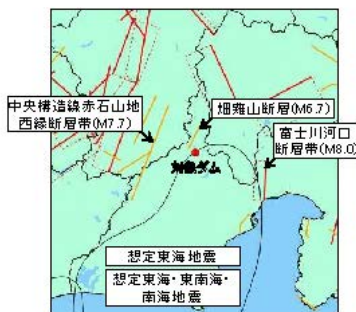 中央構造線赤石山地
西縁断層帯(M7.7)
畑薙山断層(M6.7)
富士川河口
断層帯(M8.0)
ダム
想定東海地震
想定東海・東南海・
南海地震